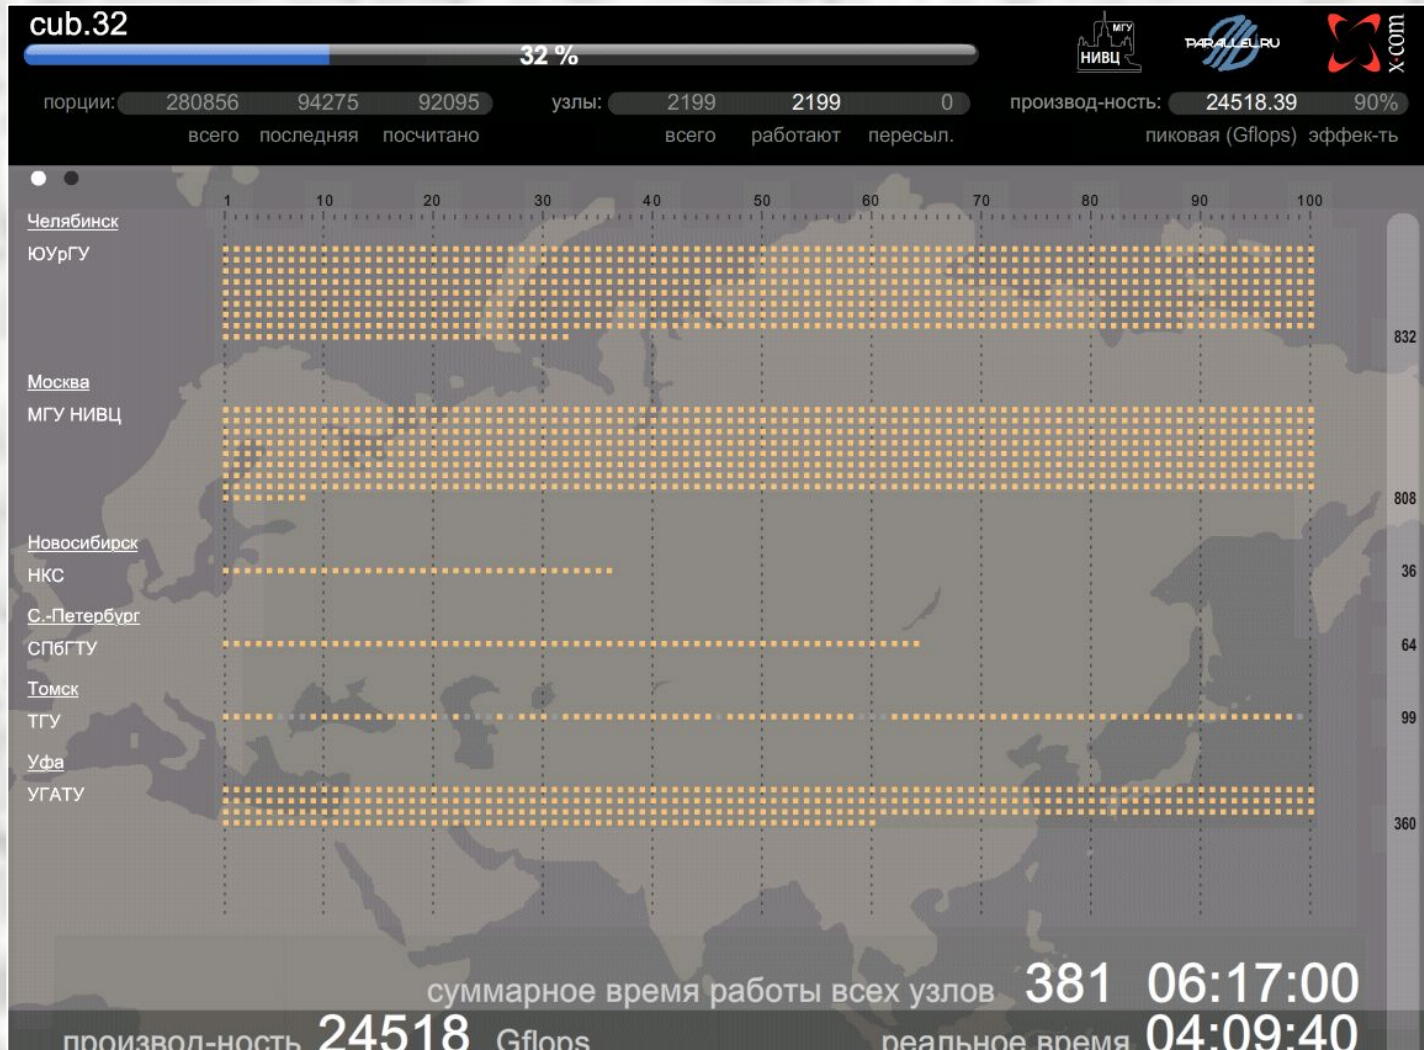 cub.32
32 %
МГУ
НИВЦ
PARALLEL.RU
x·com
порции: 280856 94275 92095 узлы: 2199 2199 0 производ-ность: 24518.39 90%
всего последняя посчитано всего работают пересыл. пиковая (Gflops) эффек-ть
1 10 20 30 40 50 60 70 80 90 100
Челябинск
ЮУрГУ
832
Москва
МГУ НИВЦ
808
Новосибирск
НКС 36
С.-Петербург
СПбГТУ 64
Томск
ТГУ 99
Уфа
УГАТУ
360
суммарное время работы всех узлов 381 06:17:00
производ-ность 24518 Gflops реальное время 04:09:40